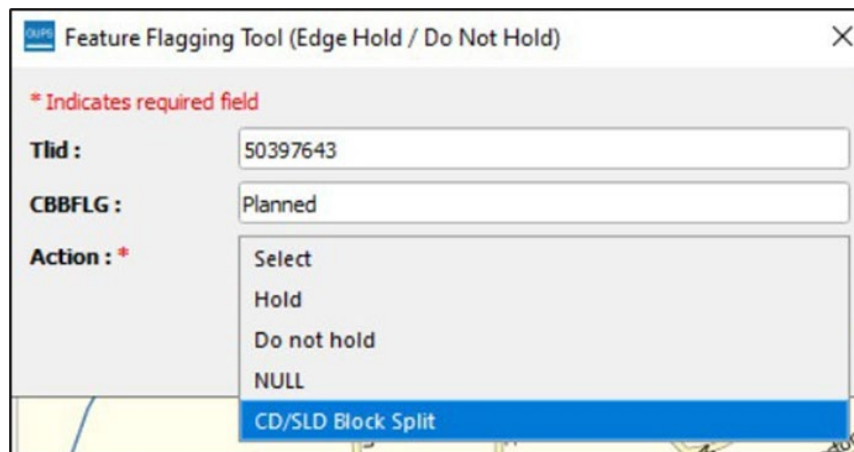 GUPS Feature Flagging Tool (Edge Hold / Do Not Hold)
* Indicates required field
Tlid : 50397643
CBBFLG : Planned
Action : *
Select
Hold
Do not hold
NULL
CD/SLD Block Split